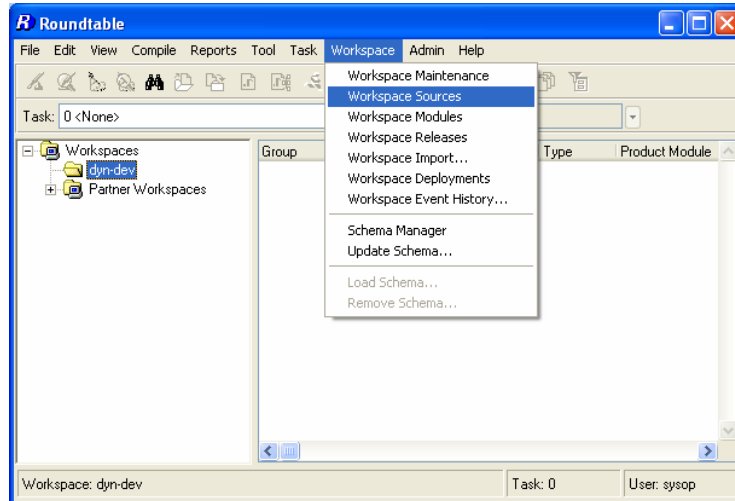 Roundtable
File Edit View Compile Reports Tool Task Workspace Admin Help
Workspace Maintenance
Workspace Sources
Workspace Modules
Workspace Releases
Workspace Import...
Workspace Deployments
Workspace Event History...
Schema Manager
Update Schema...
Load Schema...
Remove Schema...
Task: 0 <None>
Workspaces
dyn-dev
Partner Workspaces
Group Type Product Module
Workspace: dyn-dev Task: 0 User: sysop